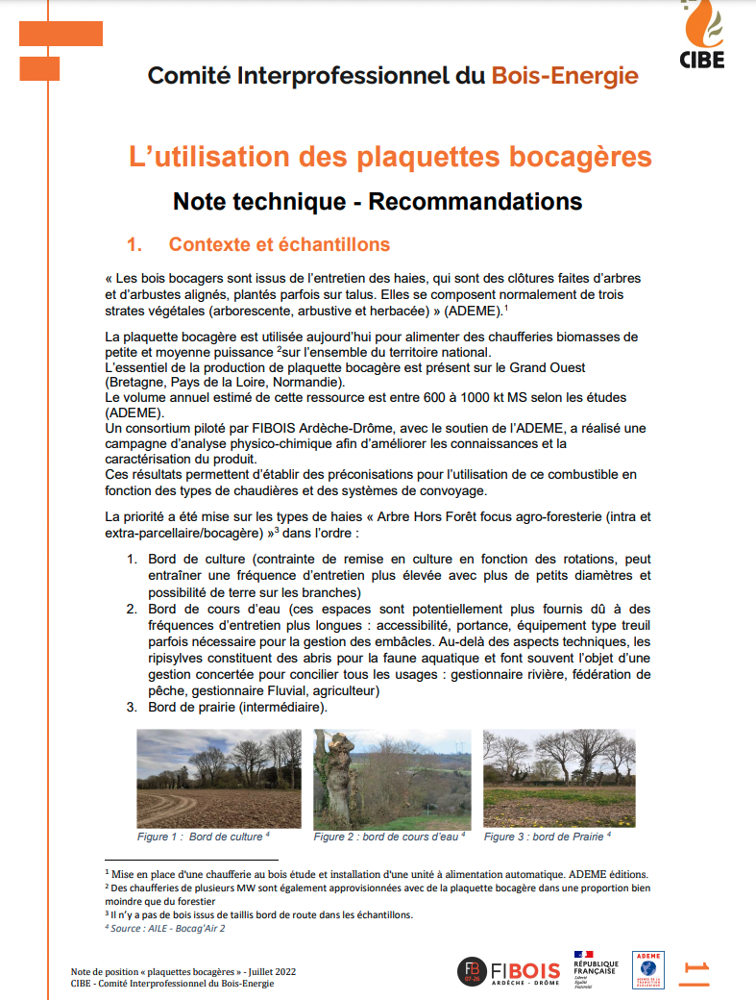 CIBE
Comité Interprofessionnel du Bois-Energie
L’utilisation des plaquettes bocagères
Note technique - Recommandations
1. Contexte et échantillons
« Les bois bocagers sont issus de l’entretien des haies, qui sont des clôtures faites d’arbres
et d’arbustes alignés, plantés parfois sur talus. Elles se composent normalement de trois
strates végétales (arborescente, arbustive et herbacée) » (ADEME).1
La plaquette bocagère est utilisée aujourd’hui pour alimenter des chaufferies biomasses de
petite et moyenne puissance 2sur l’ensemble du territoire national.
L’essentiel de la production de plaquette bocagère est présent sur le Grand Ouest
(Bretagne, Pays de la Loire, Normandie).
Le volume annuel estimé de cette ressource est entre 600 à 1000 kt MS selon les études
(ADEME).
Un consortium piloté par FIBOIS Ardèche-Drôme, avec le soutien de l’ADEME, a réalisé une
campagne d’analyse physico-chimique afin d’améliorer les connaissances et la
caractérisation du produit.
Ces résultats permettent d’établir des préconisations pour l’utilisation de ce combustible en
fonction des types de chaudières et des systèmes de convoyage.
La priorité a été mise sur les types de haies « Arbre Hors Forêt focus agro-foresterie (intra et
extra-parcellaire/bocagère) »3 dans l’ordre :
1. Bord de culture (contrainte de remise en culture en fonction des rotations, peut
entraîner une fréquence d’entretien plus élevée avec plus de petits diamètres et
possibilité de terre sur les branches)
2. Bord de cours d’eau (ces espaces sont potentiellement plus fournis dû à des
fréquences d’entretien plus longues : accessibilité, portance, équipement type treuil
parfois nécessaire pour la gestion des embâcles. Au-delà des aspects techniques, les
ripisylves constituent des abris pour la faune aquatique et font souvent l’objet d’une
gestion concertée pour concilier tous les usages : gestionnaire rivière, fédération de
pêche, gestionnaire Fluvial, agriculteur)
3. Bord de prairie (intermédiaire).
Figure 1 : Bord de culture 4
Figure 2 : bord de cours d’eau 4
Figure 3 : bord de Prairie 4
1 Mise en place d'une chaufferie au bois étude et installation d'une unité à alimentation automatique. ADEME éditions.
2 Des chaufferies de plusieurs MW sont également approvisionnées avec de la plaquette bocagère dans une proportion bien
moindre que du forestier
3 Il n’y a pas de bois issus de taillis bord de route dans les échantillons.
4 Source : AILE - Bocag’Air 2
Note de position « plaquettes bocagères » - Juillet 2022
CIBE - Comité Interprofessionnel du Bois-Energie
FB
07-26
FIBOIS
ARDÈCHE - DRÔME
RÉPUBLIQUE
FRANÇAISE
Liberté
Égalité
Fraternité
ADEME
AGENCE DE LA
TRANSITION
ÉCOLOGIQUE
1